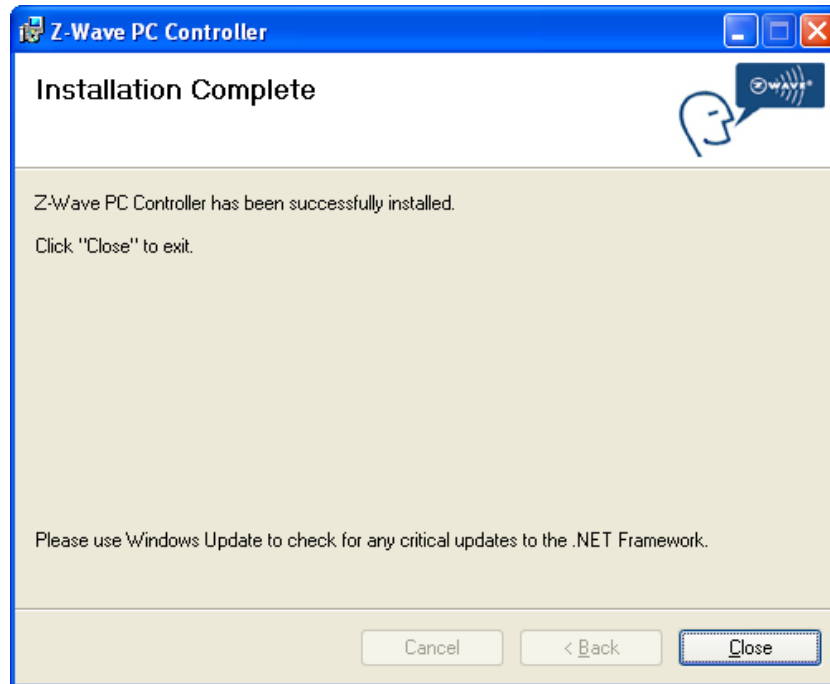 Z-Wave PC Controller
Installation Complete
Z WAVE
Z-Wave PC Controller has been successfully installed.
Click "Close" to exit.
Please use Windows Update to check for any critical updates to the .NET Framework.
Cancel
< Back
Close